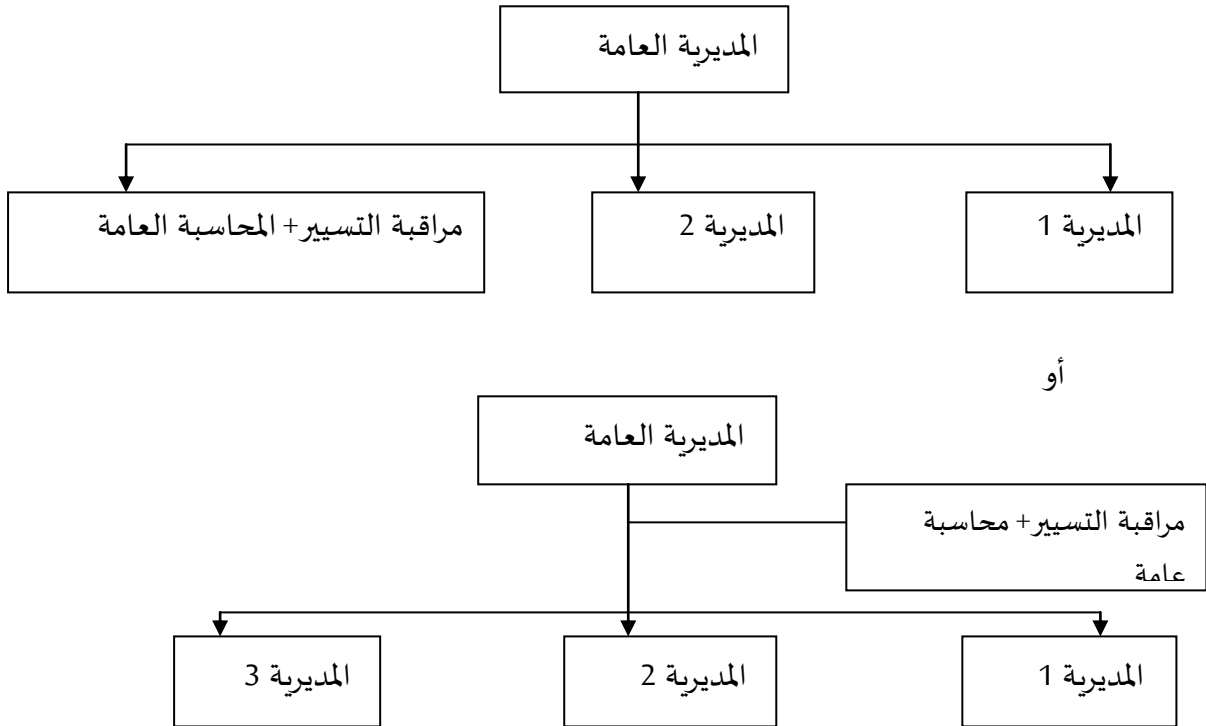 المديرية العامة
المديرية 1
المديرية 2
مراقبة التسيير+ المحاسبة العامة
أو
المديرية العامة
مراقبة التسيير+ محاسبة
عامة
المديرية 1
المديرية 2
المديرية 3